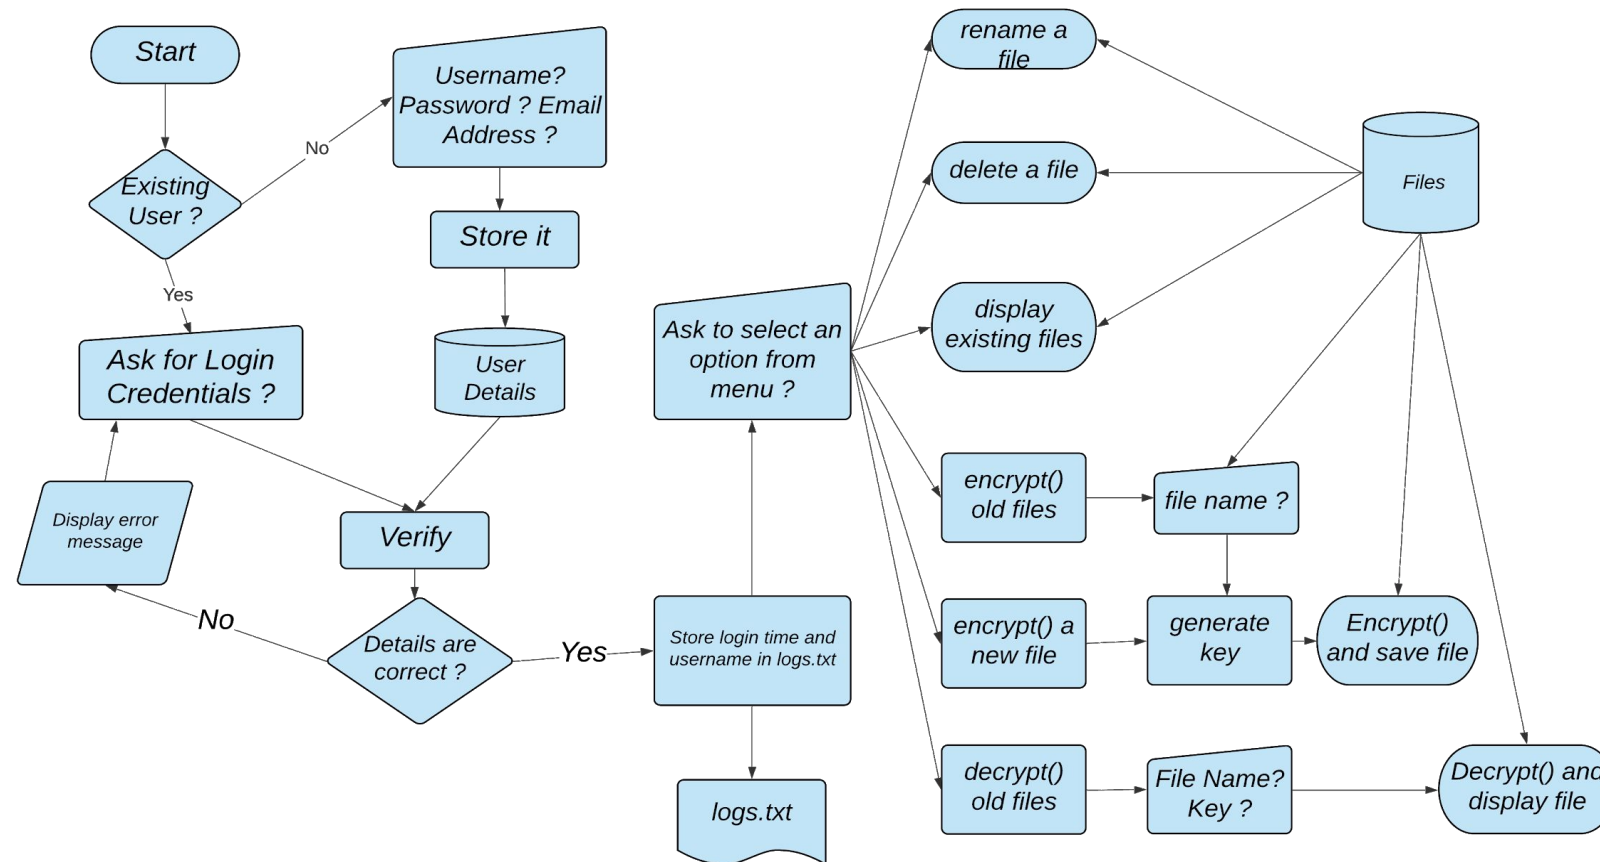 Start
Existing
User ?
No
Yes
Username?
Password ? Email
Address ?
Store it
User
Details
Ask for Login
Credentials ?
Display error
message
Verify
Details are
correct ?
No
Yes
Store login time and
username in logs.txt
logs.txt
Ask to select an
option from
menu ?
rename a
file
delete a file
display
existing files
Files
encrypt()
old files
file name ?
encrypt() a
new file
generate
key
Encrypt()
and save file
decrypt()
old files
File Name?
Key ?
Decrypt() and
display file